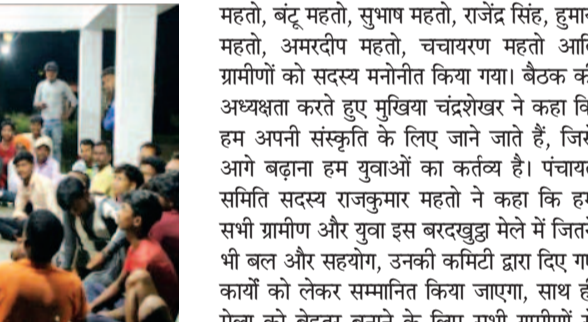 महतो, बंटू महतो, सुभाष महतो, राजेंद्र सिंह,
महतो, अमरदीप महतो, चचायरण महतो
ग्रामीणों को सदस्य मनोनीत किया गया। बैठक
अध्यक्षता करते हुए मुखिया चंद्रशेखर ने कहा
हम अपनी संस्कृति के लिए जाने जाते हैं,
आगे बढ़ाना हम युवाओं का कर्तव्य है।
समिति सदस्य राजकुमार महतो ने कहा कि
सभी ग्रामीण और युवा इस बरदखुट्ठा मेले में
भी बल और सहयोग, उनकी कमिटी द्वारा दिए
कार्यों को लेकर सम्मानित किया जाएगा, साथ